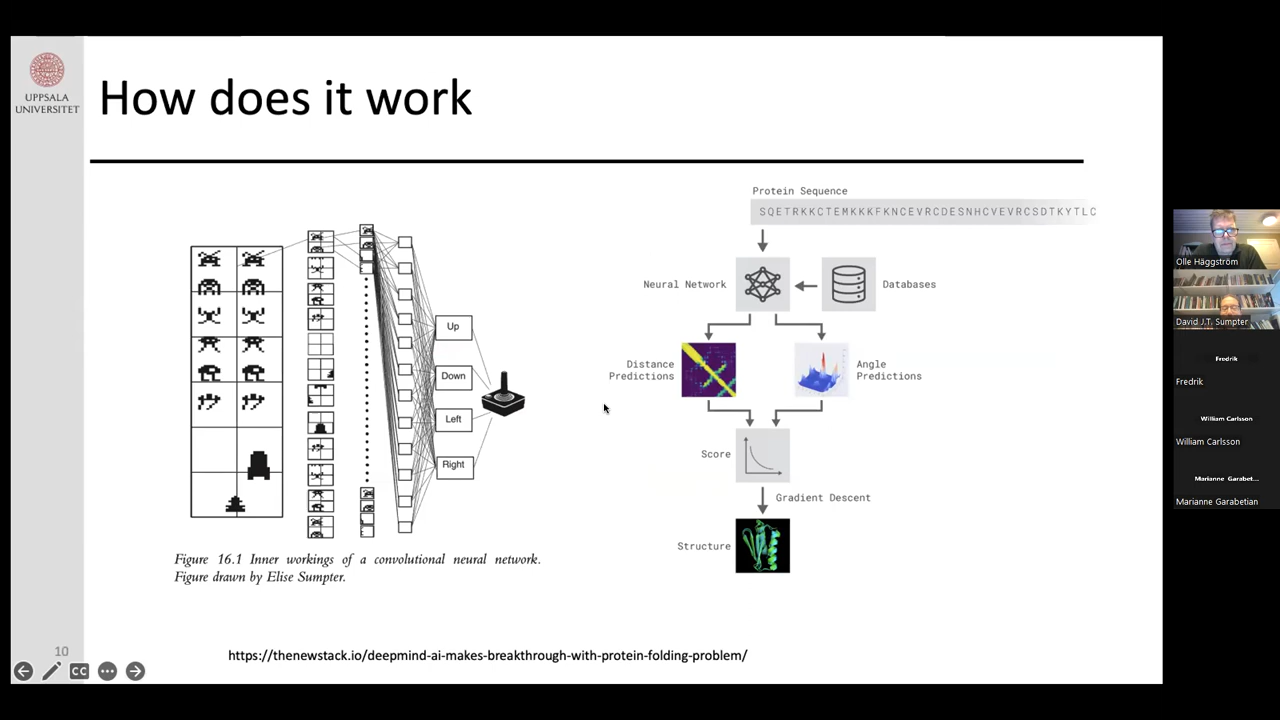 UPPSALA
UNIVERSITET
How does it work
Protein Sequence
SQETRKKCTEMKKKFKNCEVRCDESNHCVEVRCSDTKYTLC
Neural Network
Databases
Distance
Predictions
Angle
Predictions
Score
Gradient Descent
Structure
Up
Down
Left
Right
Figure 16.1 Inner workings of a convolutional neural network.
Figure drawn by Elise Sumpter.
https://thenewstack.io/deepmind-ai-makes-breakthrough-with-protein-folding-problem/
10
CC
Olle Häggström
David J.T. Sumpter
Fredrik
Fredrik
William Carlsson
William Carlsson
Marianne Garabet...
Marianne Garabetian